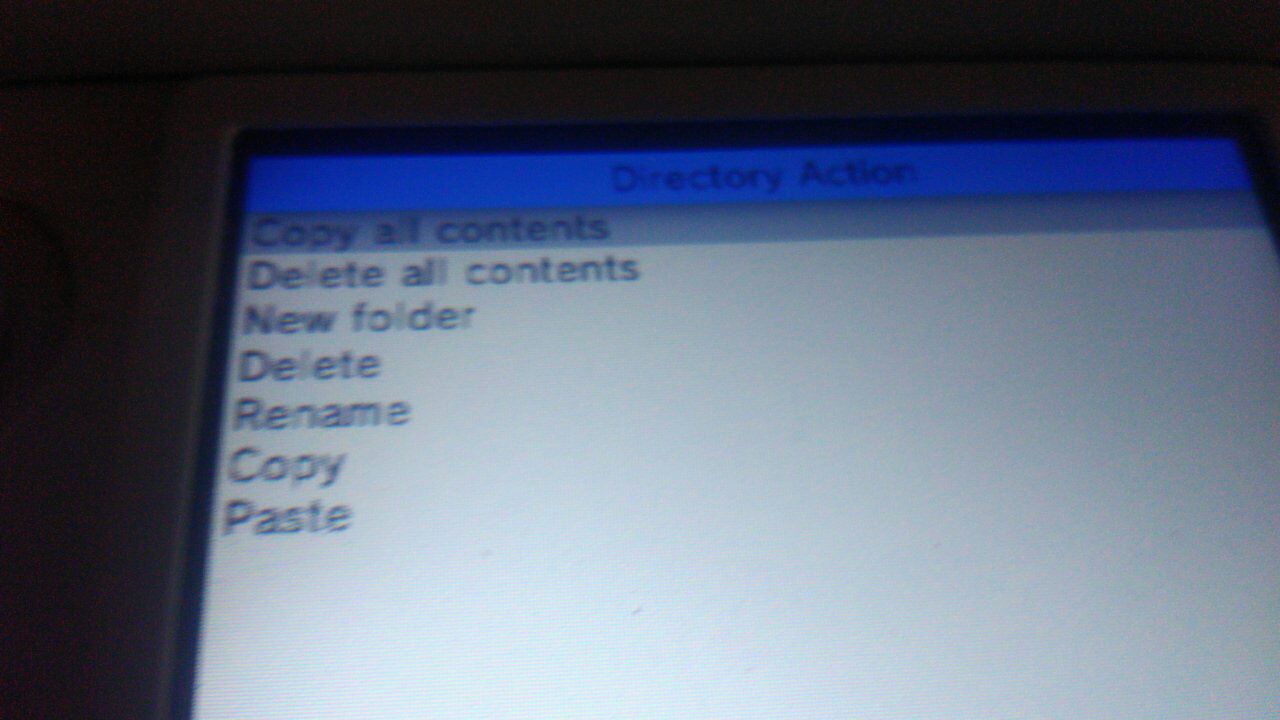 Directory Action
Copy all contents
Delete all contents
New folder
Delete
Rename
Copy
Paste